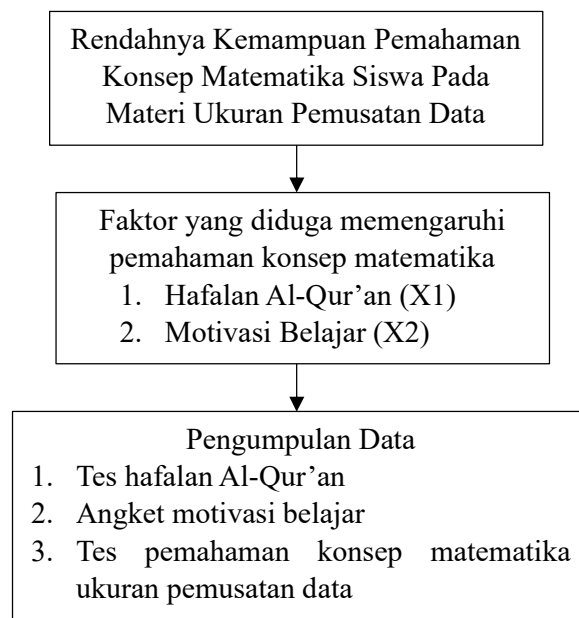 Rendahnya Kemampuan Pemahaman
Konsep Matematika Siswa Pada
Materi Ukuran Pemusatan Data
Faktor yang diduga memengaruhi
pemahaman konsep matematika
1. Hafalan Al-Qur’an (X1)
2. Motivasi Belajar (X2)
Pengumpulan Data
1. Tes hafalan Al-Qur’an
2. Angket motivasi belajar
3. Tes pemahaman konsep matematika
ukuran pemusatan data